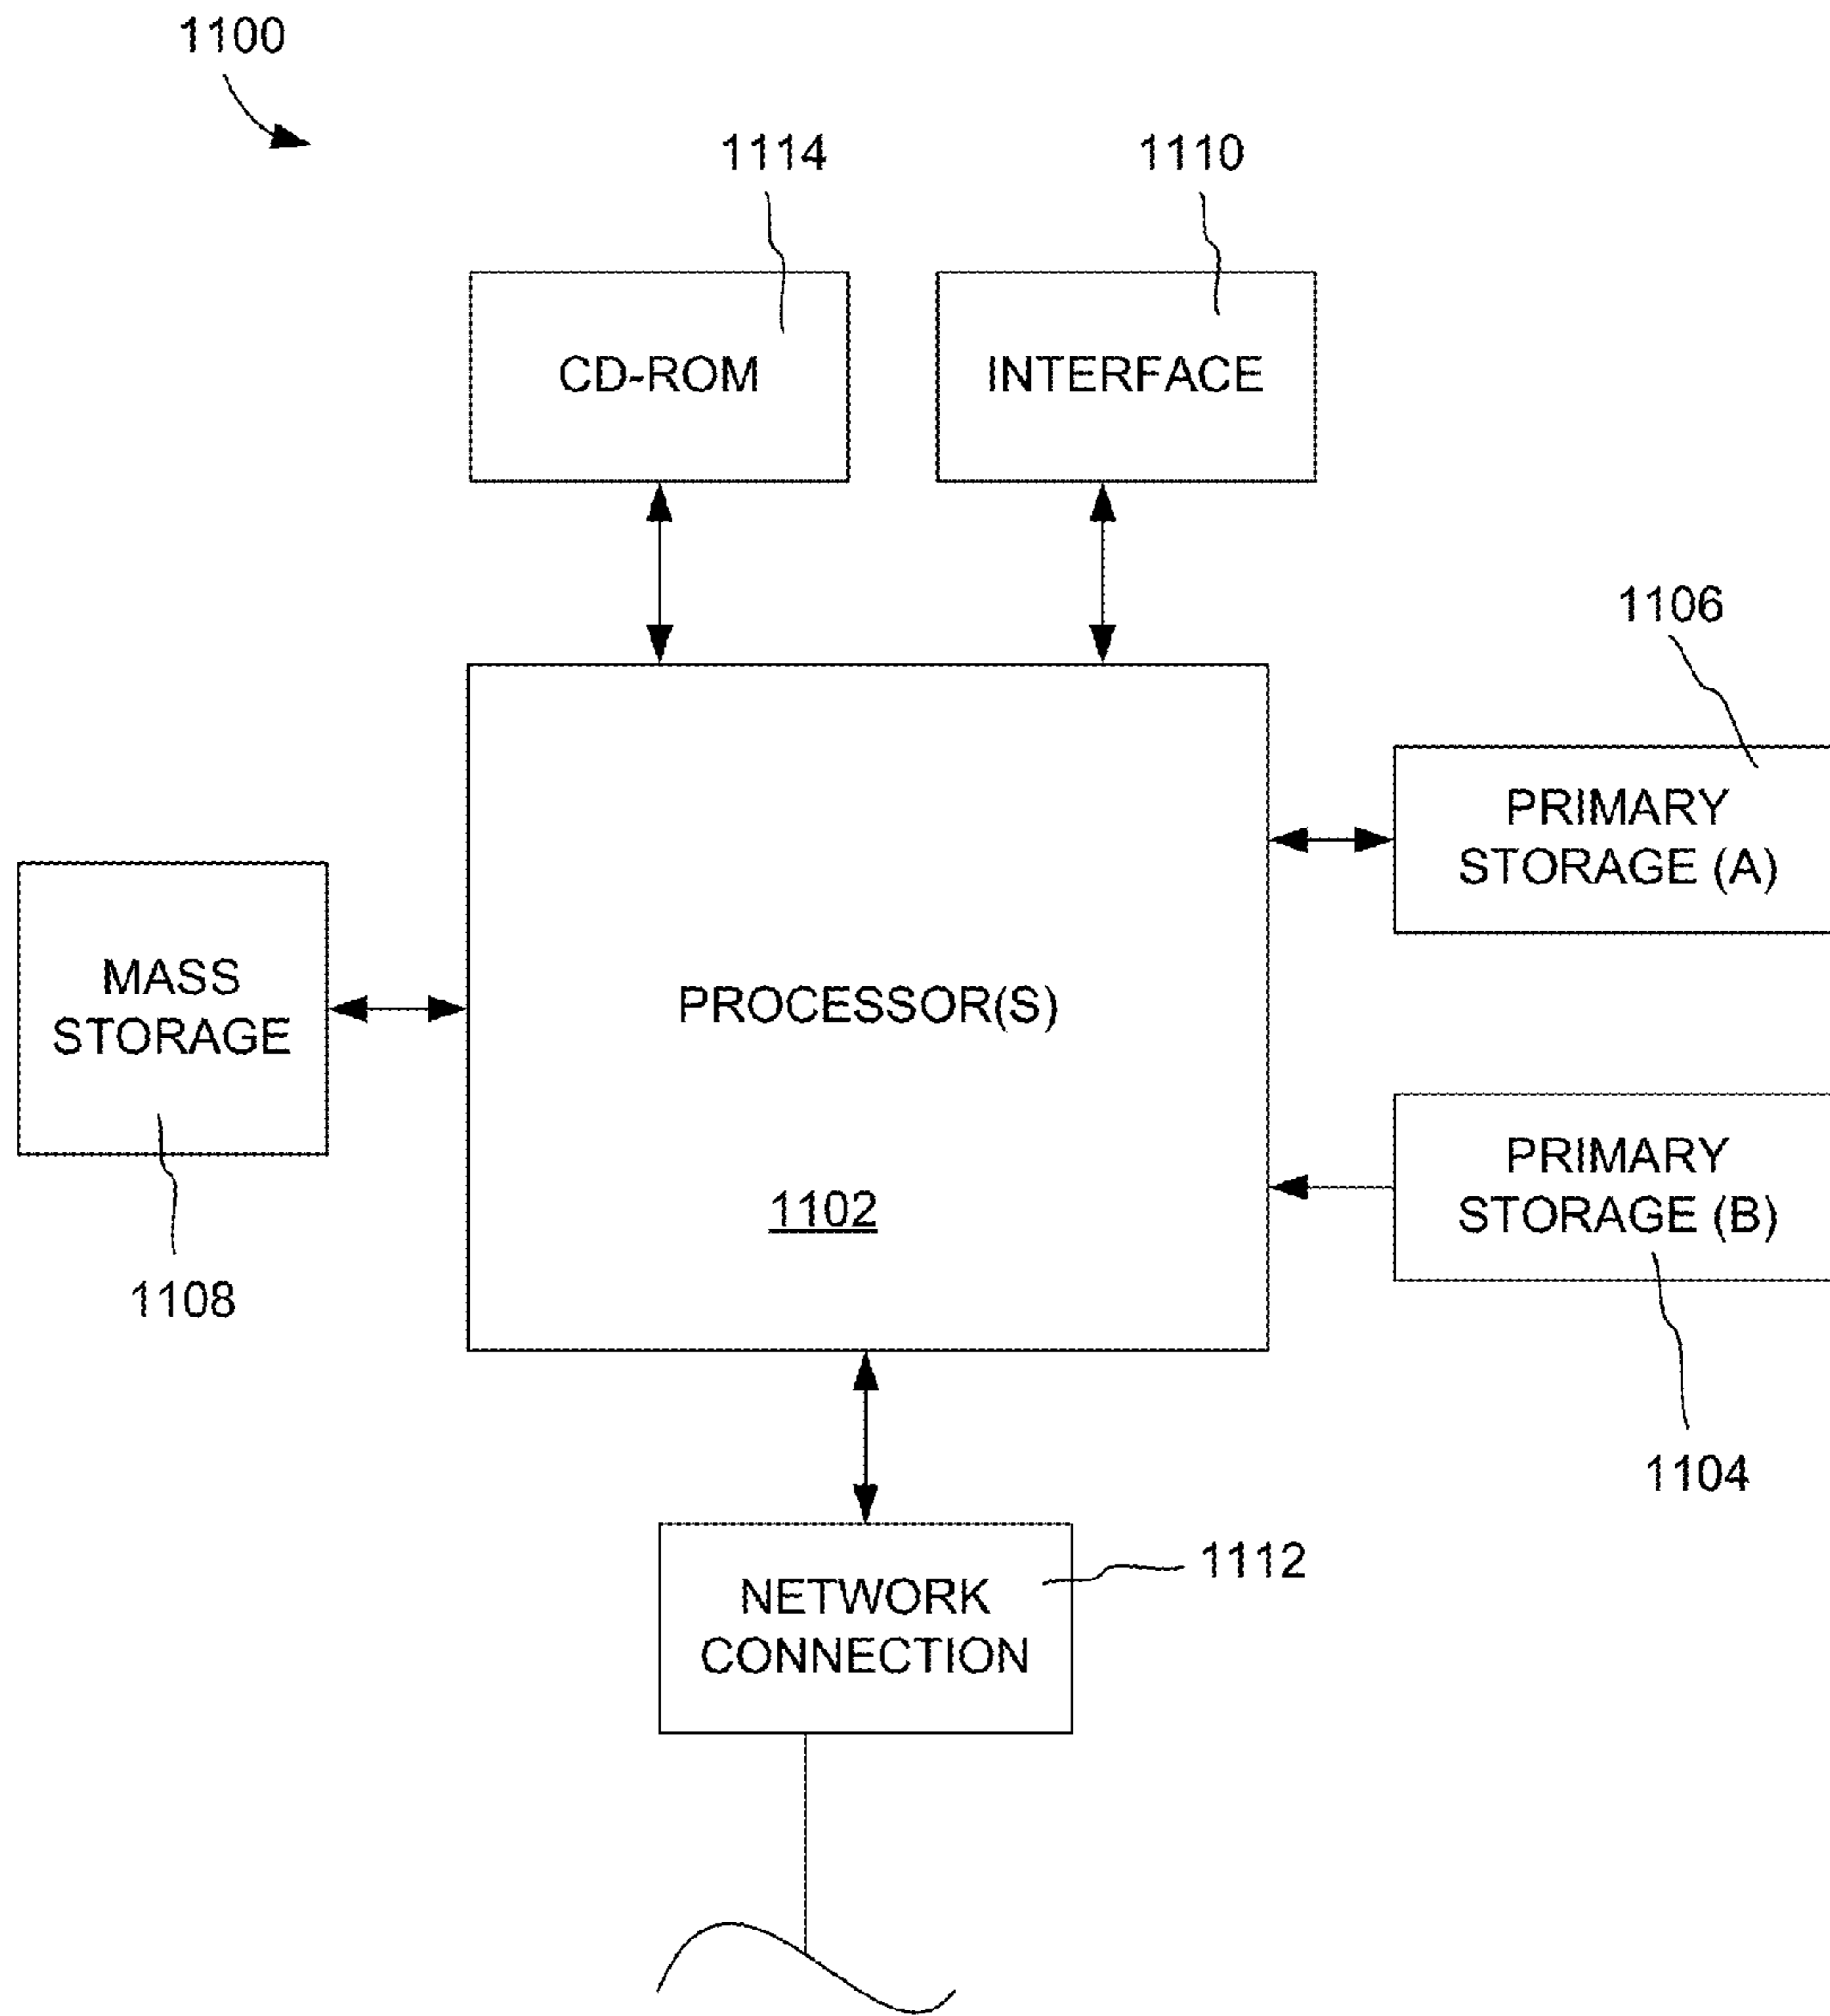 1100
1114
1110
CD-ROM
INTERFACE
1106
PRIMARY
STORAGE (A)
MASS
STORAGE
PROCESSOR(S)
PRIMARY
STORAGE (B)
1102
1108
1104
1112
NETWORK
CONNECTION